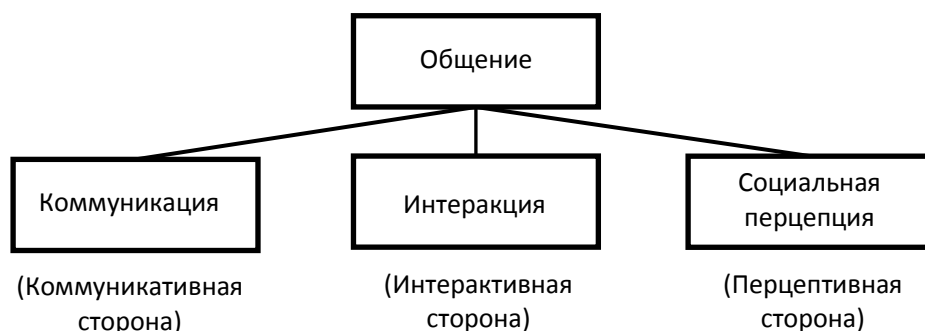 Общение
Коммуникация
Интеракция
Социальная
перцепция
(Коммуникативная
сторона)
(Интерактивная
сторона)
(Перцептивная
сторона)